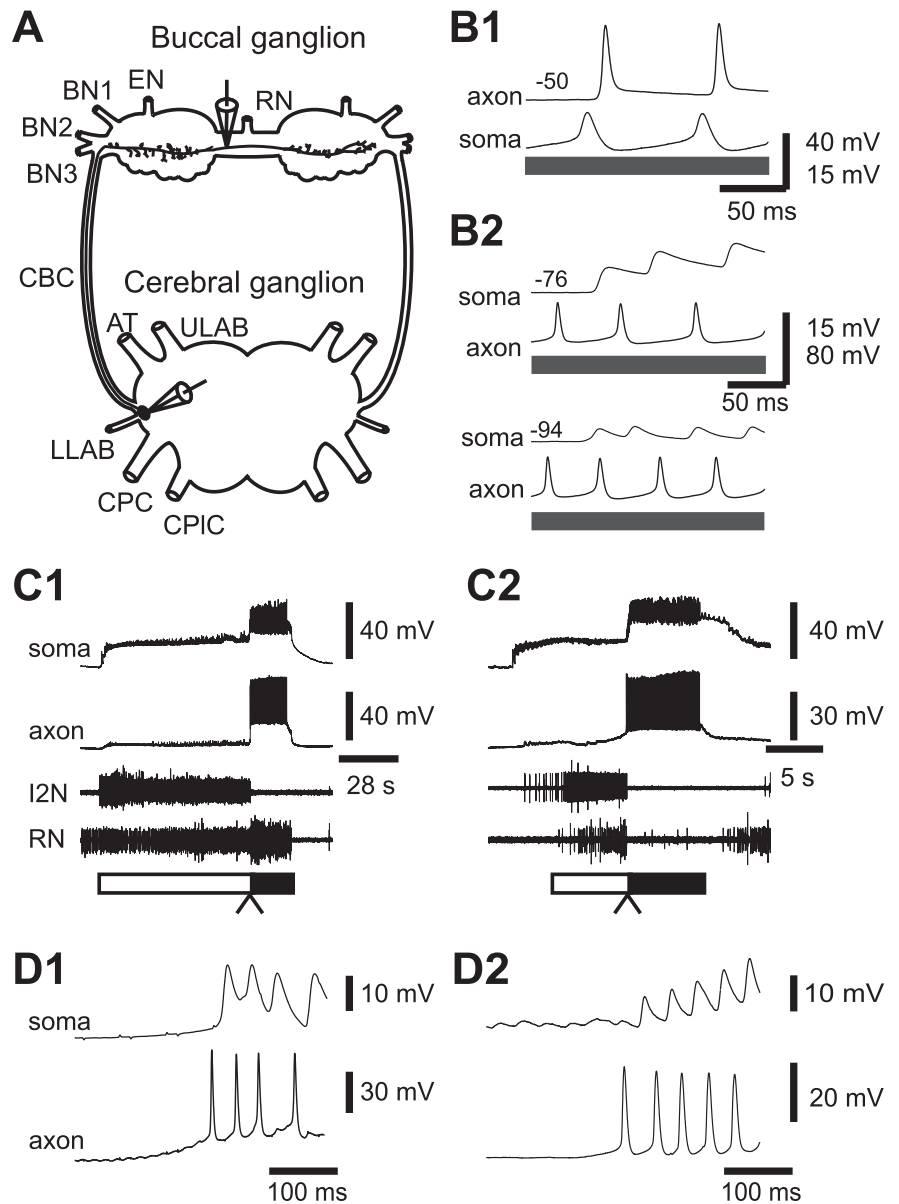 A
Buccal ganglion
BN1
EN
RN
BN2
BN3
CBC
Cerebral ganglion
AT
ULAB
LLAB
CPC
CPIC
B1
-50
axon
soma
40 mV
15 mV
50 ms
B2
-76
soma
axon
15 mV
80 mV
50 ms
-94
soma
axon
C1
soma
40 mV
axon
40 mV
28 s
I2N
RN
C2
40 mV
30 mV
5 s
D1
soma
10 mV
axon
30 mV
100 ms
D2
10 mV
20 mV
100 ms